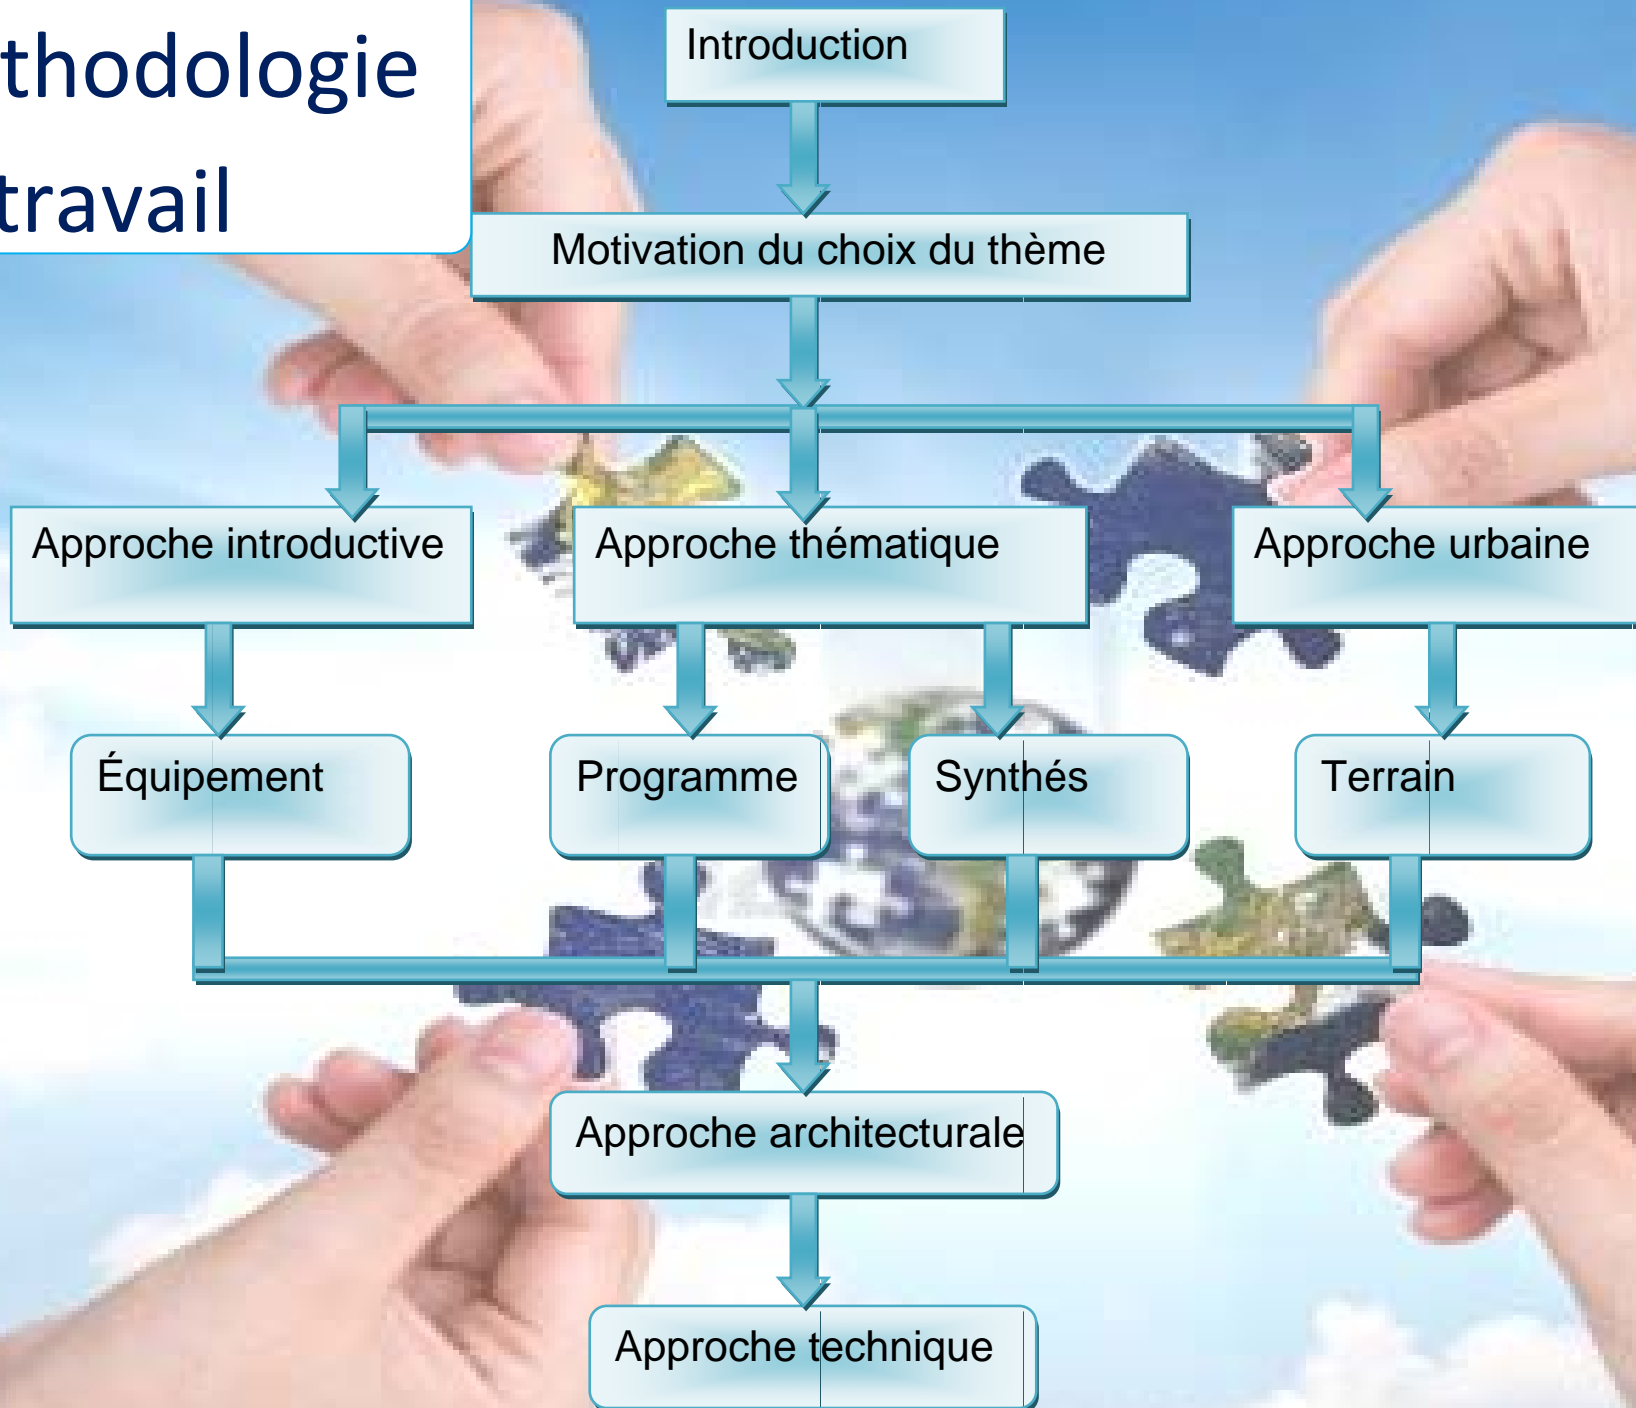 thodologie
travail
Introduction
Motivation du choix du thème
Approche introductive
Approche thématique
Approche urbaine
Équipement
Programme
Synthés
Terrain
Approche architecturale
Approche technique